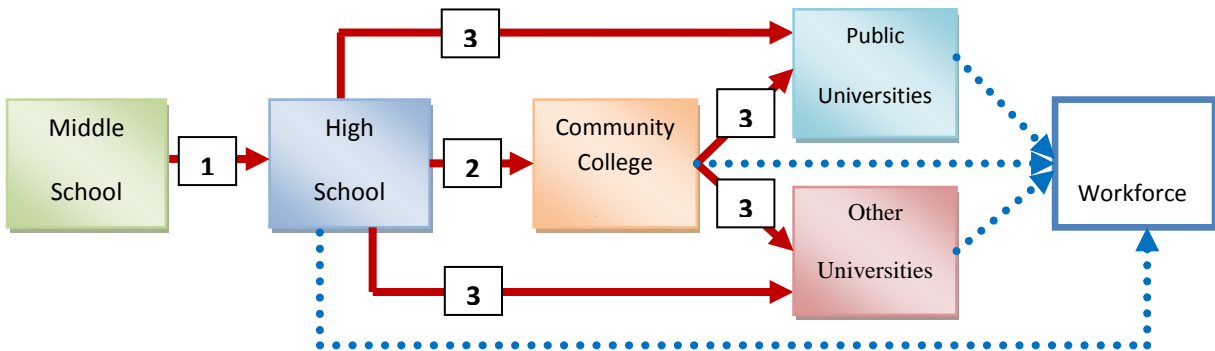 Middle
School
1
High
School
3
2
3
Community
College
3
3
Public
Universities
Other
Universities
Workforce